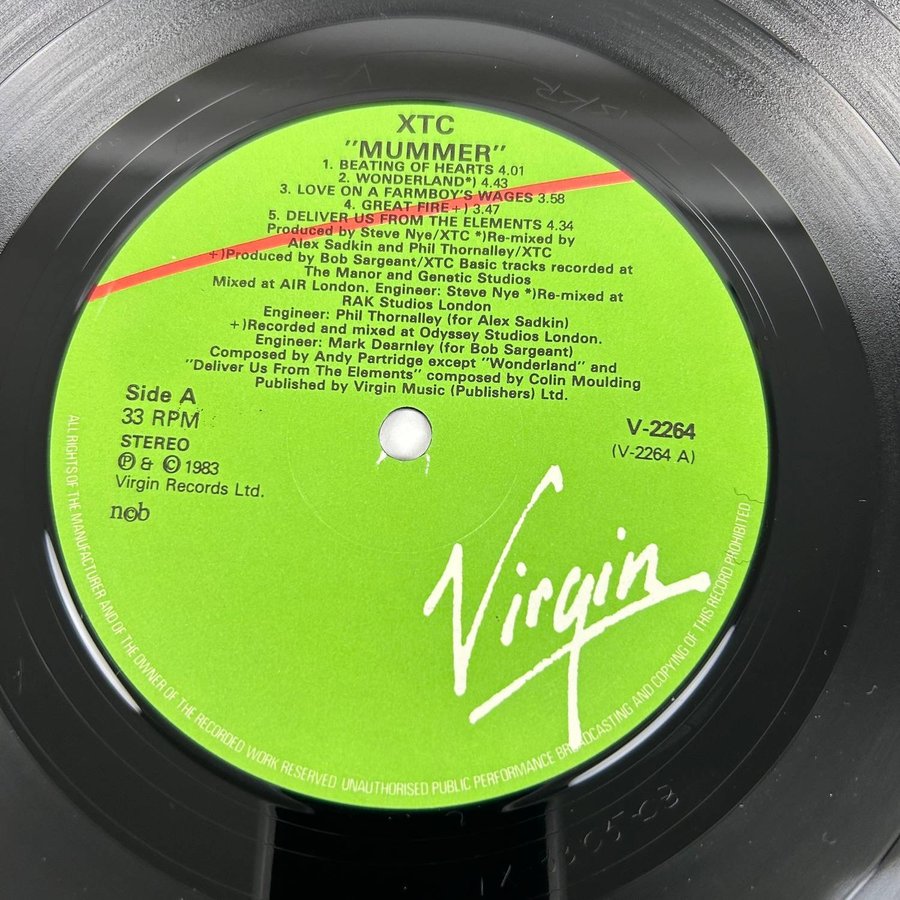 XTC
"MUMMER"
1. BEATING OF HEARTS 4.01
2. WONDERLAND*) 4.43
3. LOVE ON A FARMBOY'S WAGES 3.58
4. GREAT FIRE+) 3.47
5. DELIVER US FROM THE ELEMENTS 4.34
Produced by Steve Nye/XTC *)Re-mixed by
Alex Sadkin and Phil Thornalley/XTC
+)Produced by Bob Sargeant/XTC Basic tracks recorded at
The Manor and Genetic Studios
Mixed at AIR London. Engineer: Steve Nye *)Re-mixed at
RAK Studios London
Engineer: Phil Thornalley (for Alex Sadkin)
+)Recorded and mixed at Odyssey Studios London.
Engineer: Mark Dearnley (for Bob Sargeant)
Composed by Andy Partridge except "Wonderland" and
"Deliver Us From The Elements" composed by Colin Moulding
Published by Virgin Music (Publishers) Ltd.
Side A
33 RPM
STEREO
℗ & © 1983
Virgin Records Ltd.
n©b
V-2264
(V-2264 A)
Virgin
ALL RIGHTS OF THE MANUFACTURER AND OF THE OWNER OF THE RECORDED WORK RESERVED UNAUTHORISED PUBLIC PERFORMANCE BROADCASTING AND COPYING OF THIS RECORD PROHIBITED